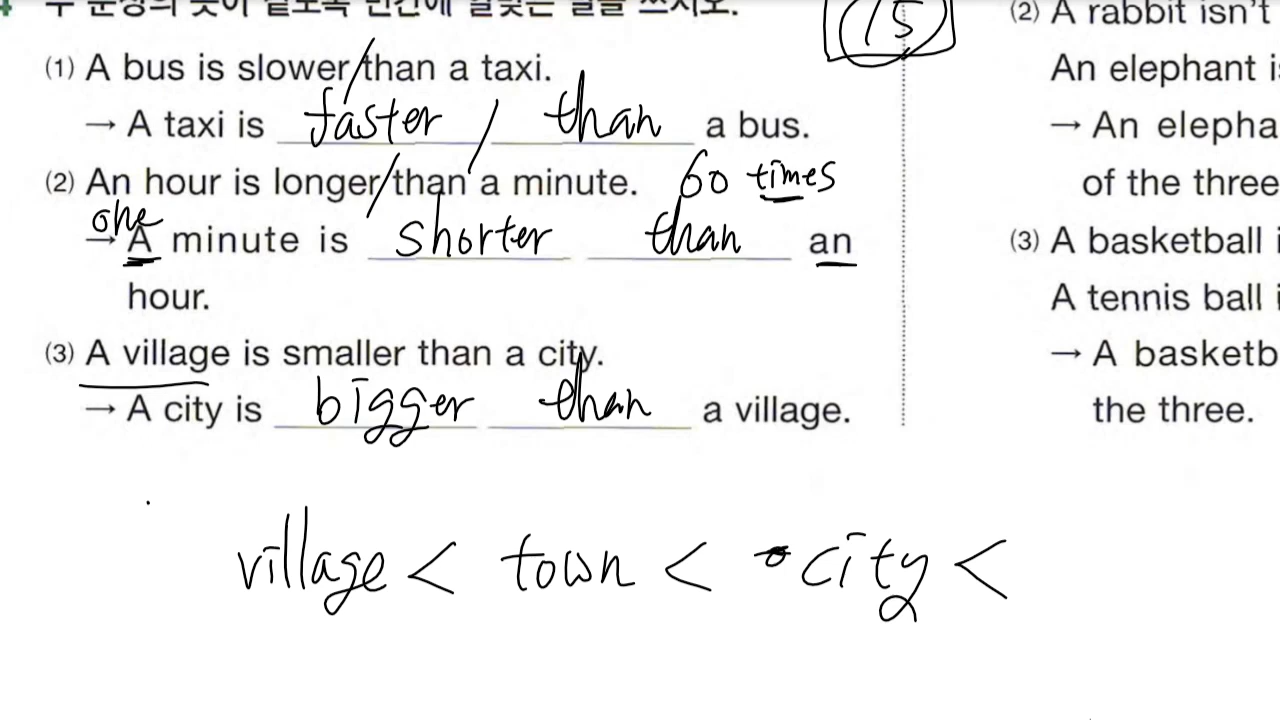 (1) A bus is slower/than a taxi.
→ A taxi is faster / than a bus.
(2) An hour is longer/than a minute. 60 times
one
→ A minute is shorter than an
hour.
(3) A village is smaller than a city.
→ A city is bigger than a village.
village < town < city <
15
(2) A rabbit isn't
An elephant
→ An elepha
of the three
(3) A basketball
A tennis ball
→ A basketb
the three.